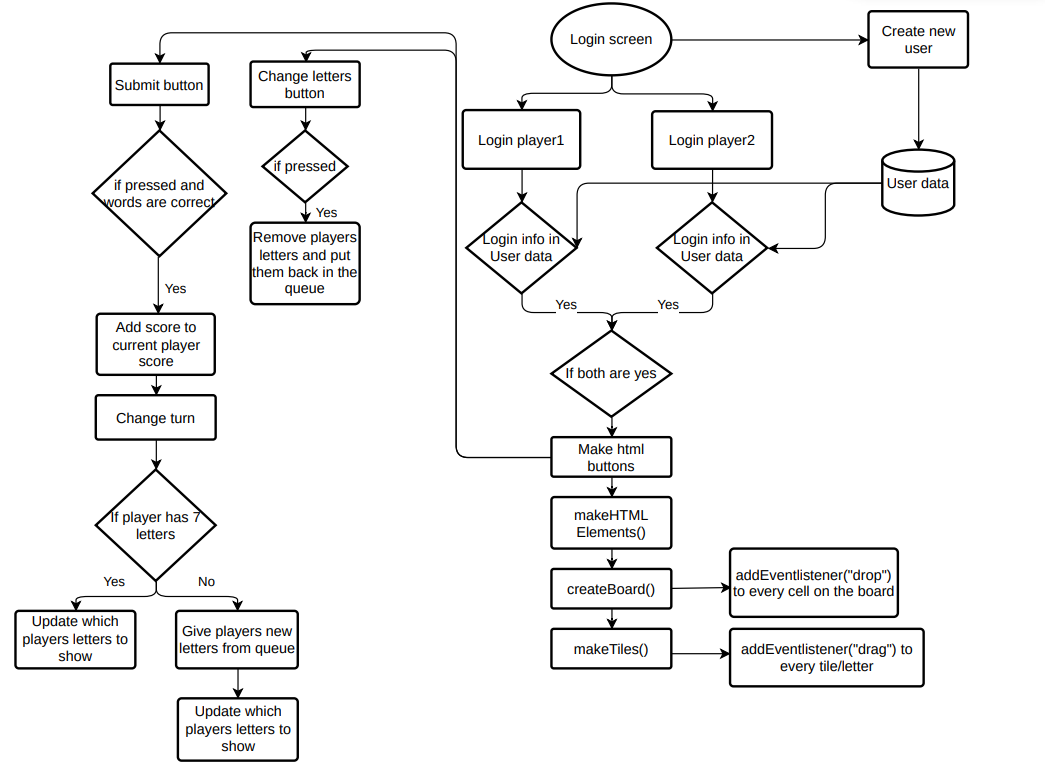 Login screen
Create new
user
Submit button
Change letters
button
Login player1
Login player2
if pressed
User data
if pressed and
words are correct
Yes
Remove players
letters and put
them back in the
queue
Login info in
User data
Login info in
User data
Yes
Yes
Yes
Add score to
current player
score
If both are yes
Change turn
Make html
buttons
If player has 7
letters
makeHTML
Elements()
Yes
No
createBoard()
addEventlistener("drop")
to every cell on the board
Update which
players letters to
show
Give players new
letters from queue
makeTiles()
addEventlistener("drag") to
every tile/letter
Update which
players letters to
show